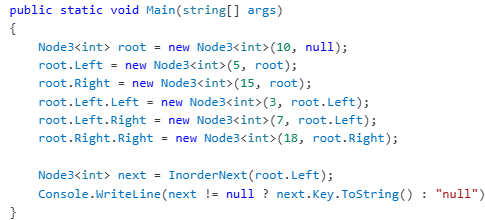 public static void Main(string[] args)
{
    Node3<int> root = new Node3<int>(10, null);
    root.Left = new Node3<int>(5, root);
    root.Right = new Node3<int>(15, root);
    root.Left.Left = new Node3<int>(3, root.Left);
    root.Left.Right = new Node3<int>(7, root.Left);
    root.Right.Right = new Node3<int>(18, root.Right);

    Node3<int> next = InorderNext(root.Left);
    Console.WriteLine(next != null ? next.Key.ToString() : "null")
}